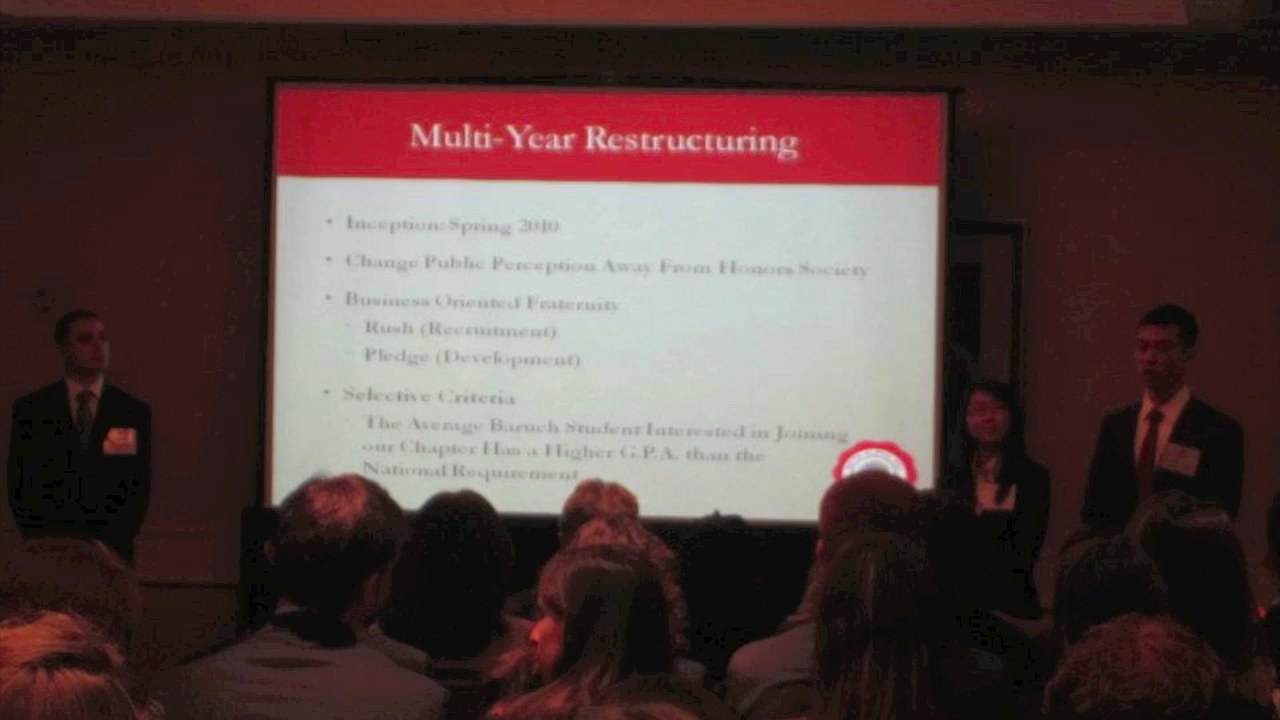 Multi-Year Restructuring
• Inception: Spring 2010
• Change Public Perception Away From Honors Society
• Business Oriented Fraternity
Rush (Recruitment)
Pledge (Development)
• Selective Criteria
The Average Baruch Student Interested in Joining
our Chapter Has a Higher G.P.A. than the
National Requirement